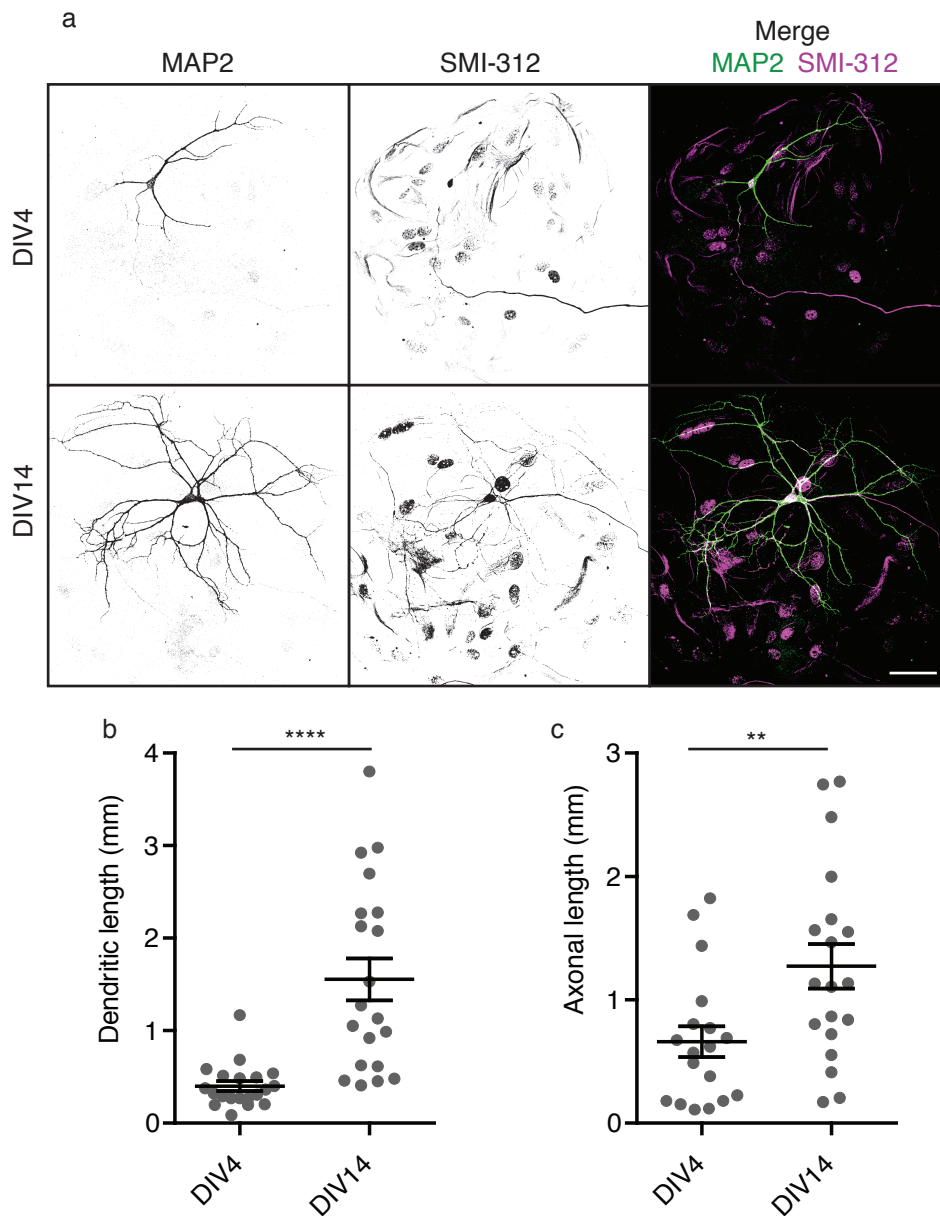 a
Merge
MAP2 SMI-312 MAP2 SMI-312
DIV4
DIV14
b
****
Dendritic length (mm)
4
3
2
1
0
DIV4 DIV14
c
**
Axonal length (mm)
3
2
1
0
DIV4 DIV14